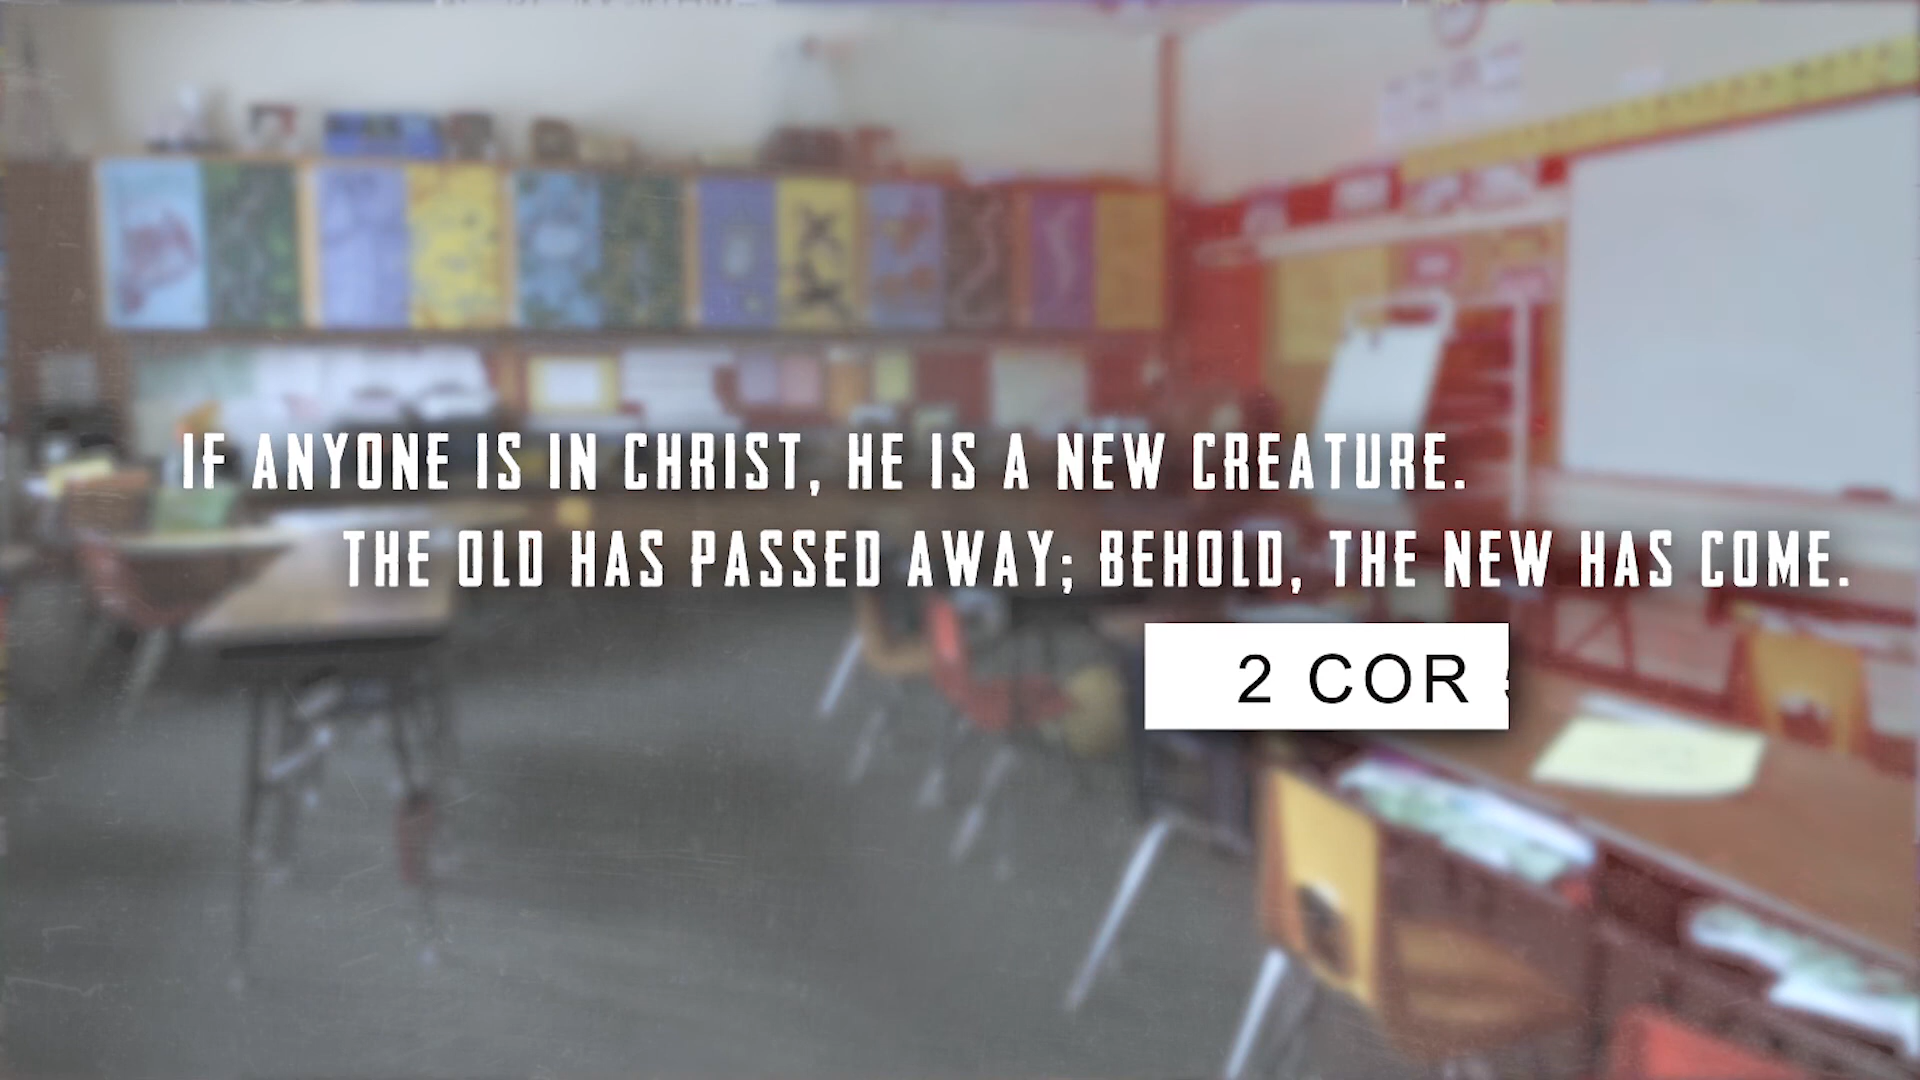 IF ANYONE IS IN CHRIST, HE IS A NEW CREATURE.
THE OLD HAS PASSED AWAY; BEHOLD, THE NEW HAS COME.
2 COR